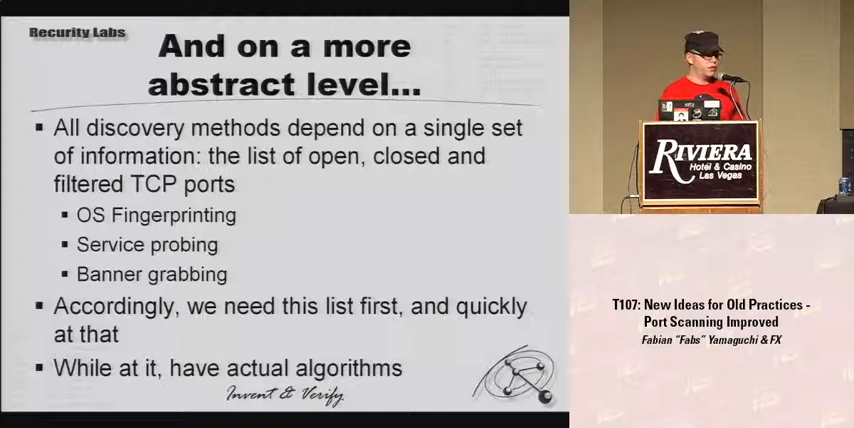 Recurity Labs
And on a more
abstract level...
▪ All discovery methods depend on a single set
of information: the list of open, closed and
filtered TCP ports
▪ OS Fingerprinting
▪ Service probing
▪ Banner grabbing
▪ Accordingly, we need this list first, and quickly
at that
▪ While at it, have actual algorithms
Invent & Verify
RIVIERA
Hotel & Casino
Las Vegas
T107: New Ideas for Old Practices -
Port Scanning Improved
Fabian "Fabs" Yamaguchi & FX